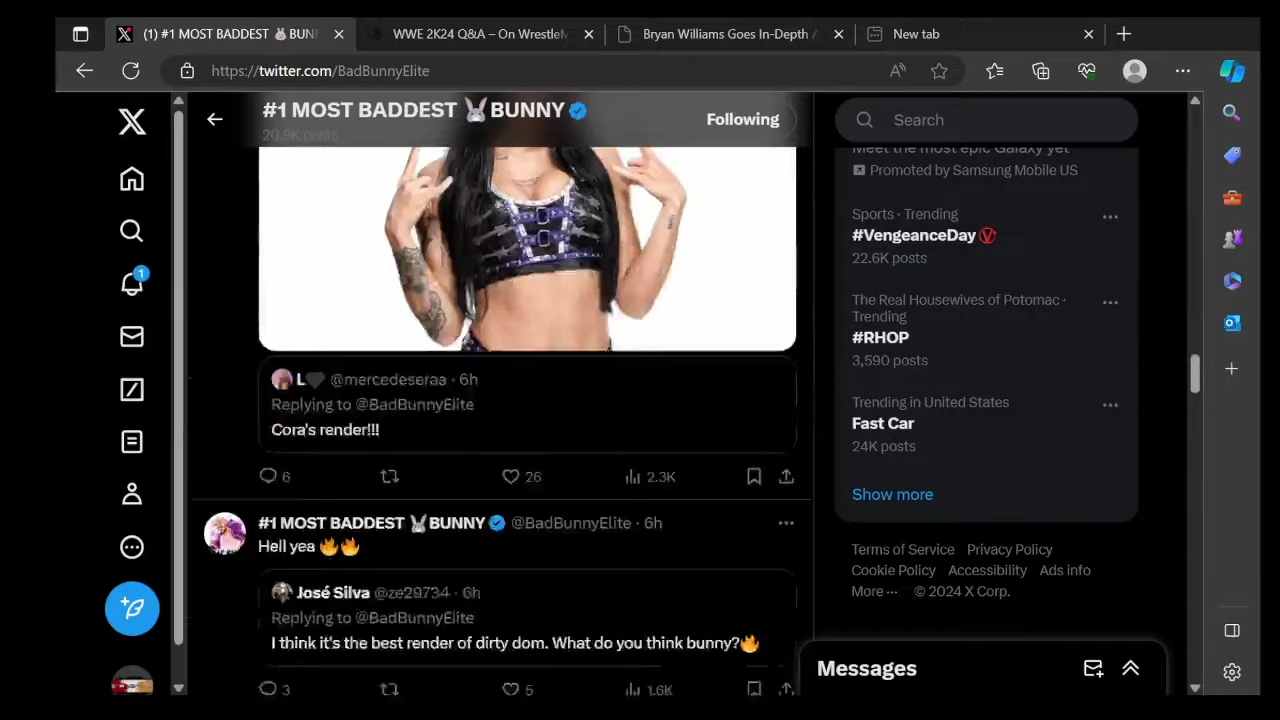 (1) #1 MOST BADDEST 🐰BUN
WWE 2K24 Q&A – On WrestleM
Bryan Williams Goes In-Depth
New tab
https://twitter.com/BadBunnyElite
#1 MOST BADDEST 🐰BUNNY
20.9K posts
Following
Search
Meet the most epic Galaxy yet
Promoted by Samsung Mobile US
Sports · Trending
#VengeanceDay
22.6K posts
The Real Housewives of Potomac ·
Trending
#RHOP
3,590 posts
Trending in United States
Fast Car
24K posts
Show more
Terms of Service Privacy Policy
Cookie Policy Accessibility Ads info
More ··· © 2024 X Corp.
1
L🖤 @mercedesraa · 6h
Replying to @BadBunnyElite
Cora's render!!!
6 26 2.3K
#1 MOST BADDEST 🐰BUNNY @BadBunnyElite · 6h
Hell yea 🔥🔥
José Silva @ze29734 · 6h
Replying to @BadBunnyElite
I think it's the best render of dirty dom. What do you think bunny?🔥
3 5 1.6K
Messages